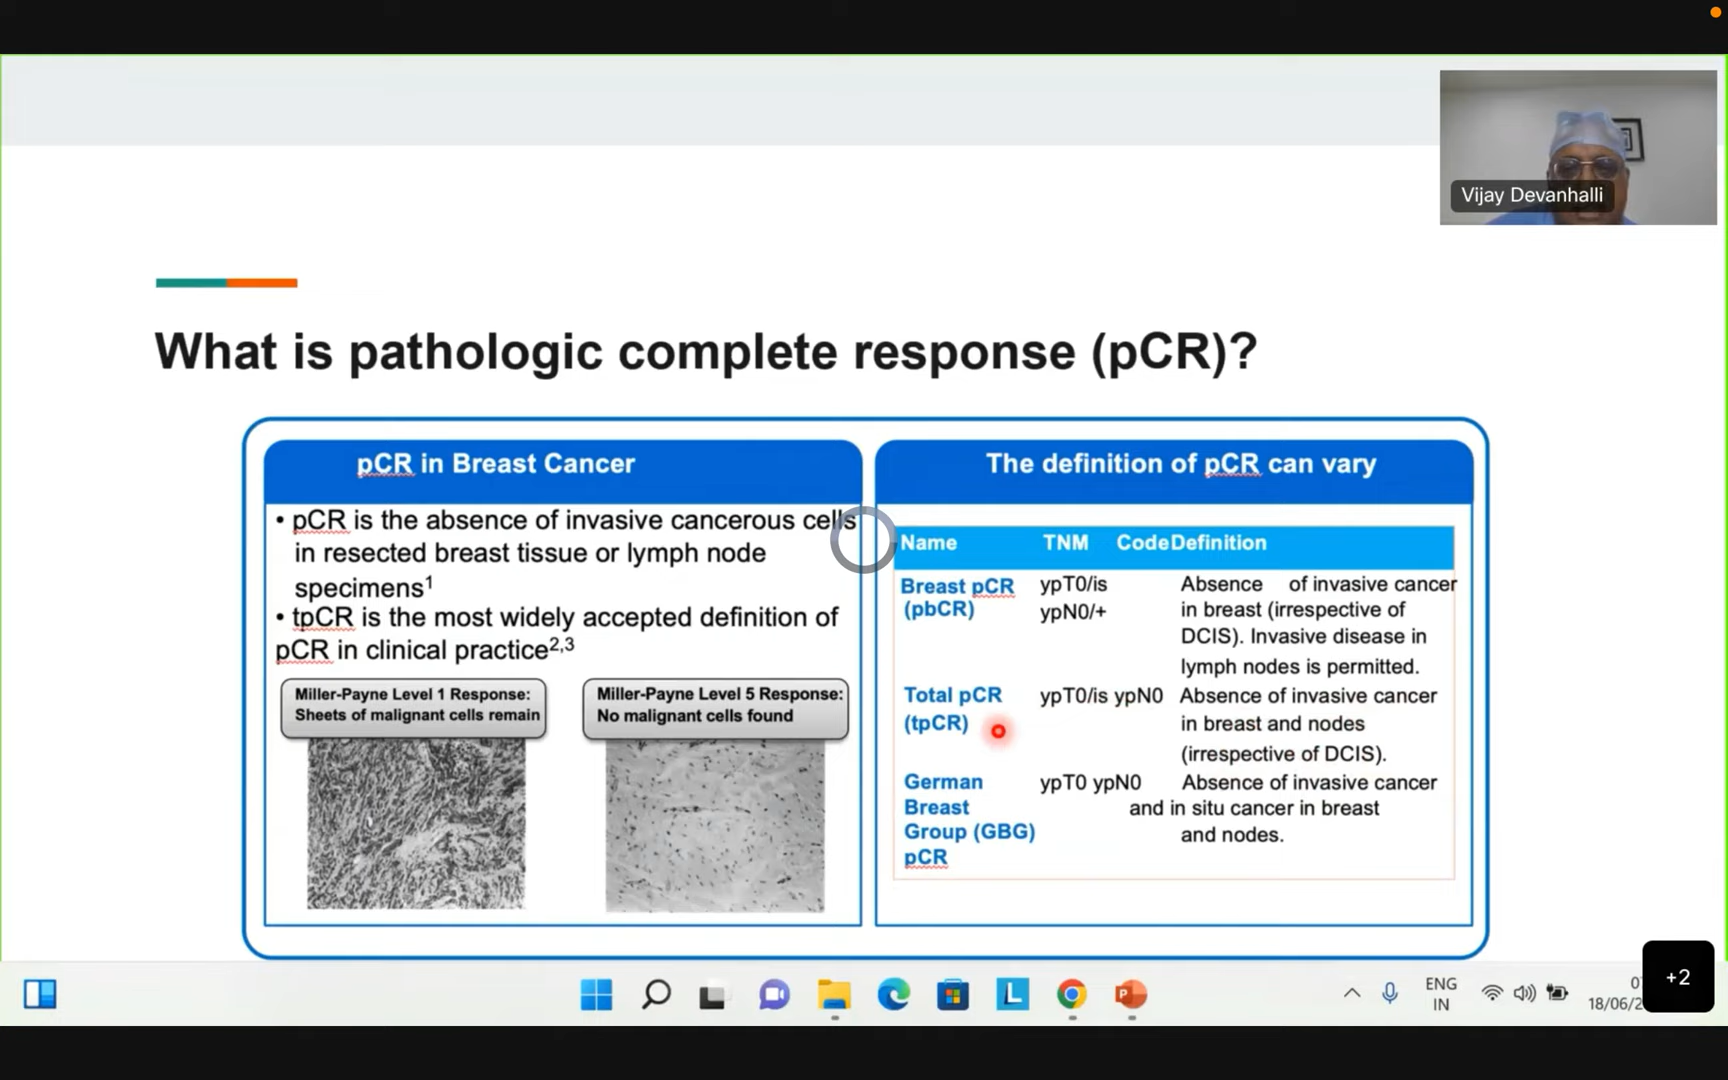 Vijay Devanhalli
What is pathologic complete response (pCR)?
pCR in Breast Cancer
• pCR is the absence of invasive cancerous cells
in resected breast tissue or lymph node
specimens1
• tpCR is the most widely accepted definition of
pCR in clinical practice2,3
Miller-Payne Level 1 Response:
Sheets of malignant cells remain
Miller-Payne Level 5 Response:
No malignant cells found
The definition of pCR can vary
Name TNM CodeDefinition
Breast pCR ypT0/is Absence of invasive cancer
(pbCR) ypN0/+ in breast (irrespective of
DCIS). Invasive disease in
lymph nodes is permitted.
Total pCR ypT0/is ypN0 Absence of invasive cancer
(tpCR) in breast and nodes
(irrespective of DCIS).
German ypT0 ypN0 Absence of invasive cancer
Breast and in situ cancer in breast
Group (GBG) and nodes.
pCR
ENG
IN
+2